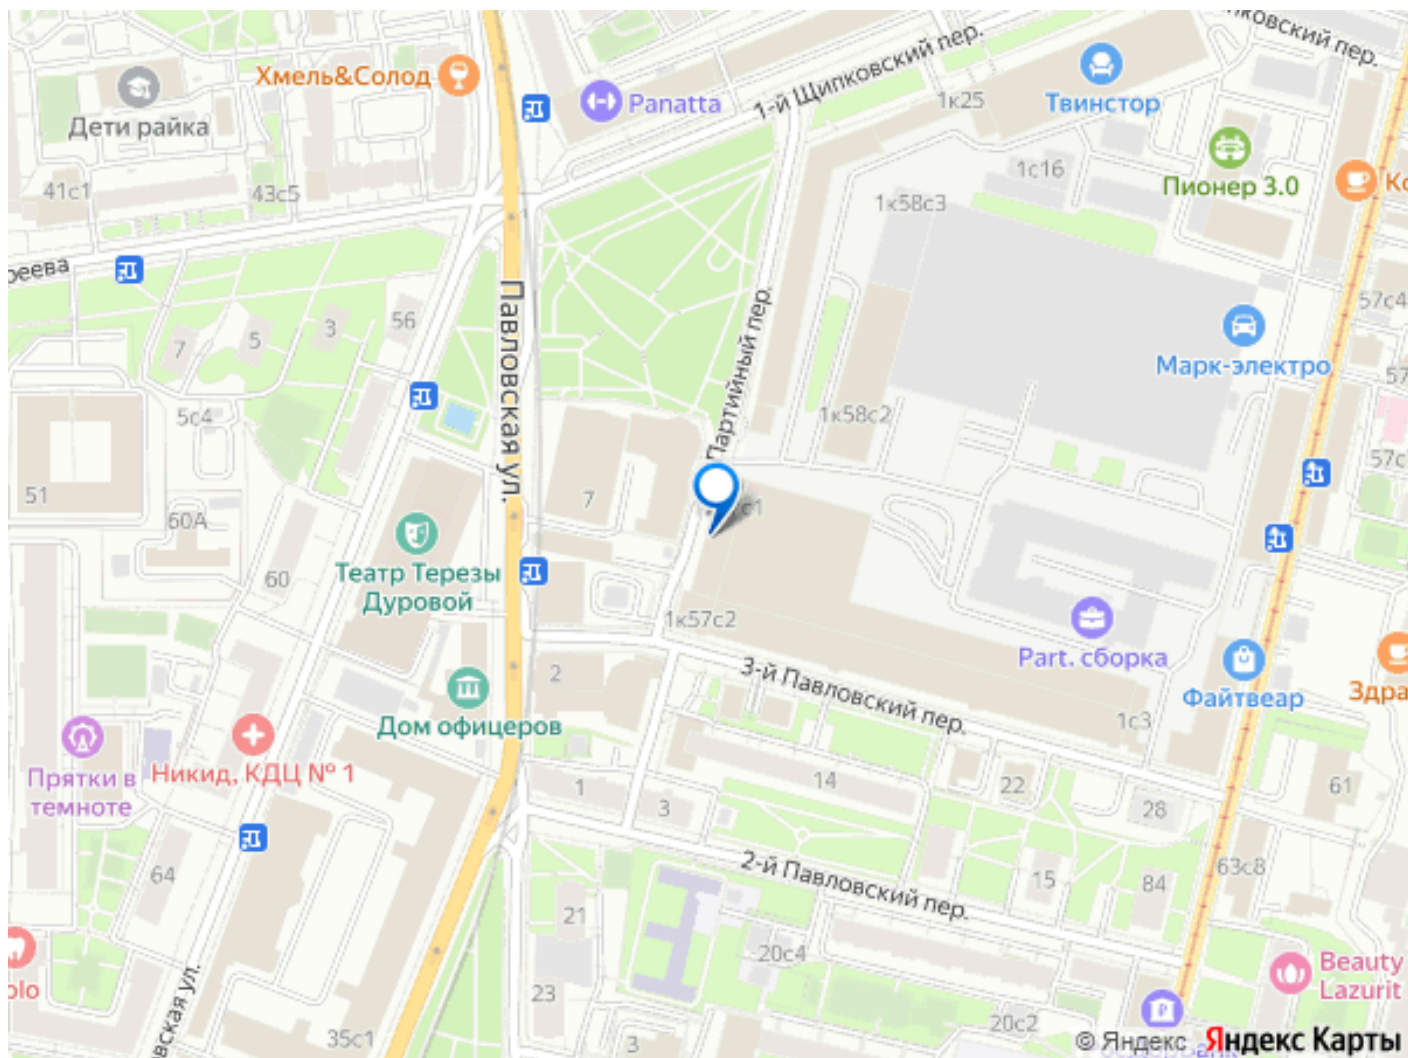 Хмель&Солод
Дети райка
41с1
43с5
Panatta
1-й Щипковский пер.
1к25
Твинстор
1с16
Пионер 3.0
1к58с3
Павловская ул.
Партийный пер.
56
3
5
7
5с4
51
60А
60
7
1к58с2
Марк-электро
57с4
Театр Терезы
Дуровой
1к57с2
Part. сборка
Файтвеар
3-й Павловский пер.
1с3
2
Дом офицеров
Прятки в
темноте
Никид, КДЦ № 1
1
3
14
22
28
61
64
2-й Павловский пер.
15
84
63с8
21
20с4
23
35с1
3
20с2
Beauty
Lazurit
© Яндекс Яндекс Карты